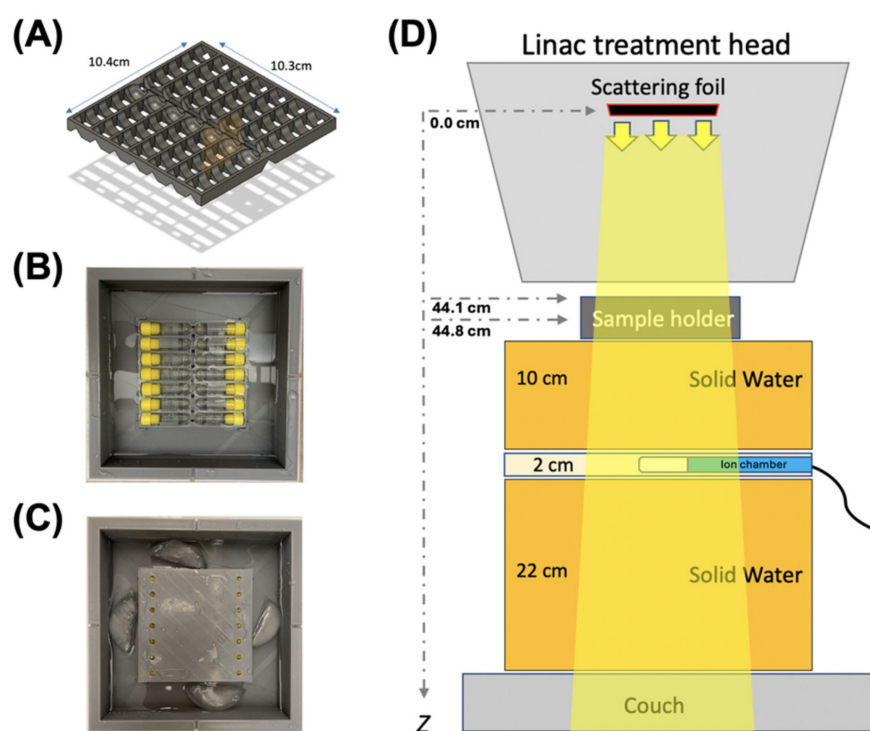 (A)
10.4cm
10.3cm
(B)
(C)
(D)
Linac treatment head
Scattering foil
0.0 cm
44.1 cm
44.8 cm
Sample holder
10 cm
Solid Water
2 cm
Ion chamber
22 cm
Solid Water
Couch
Z